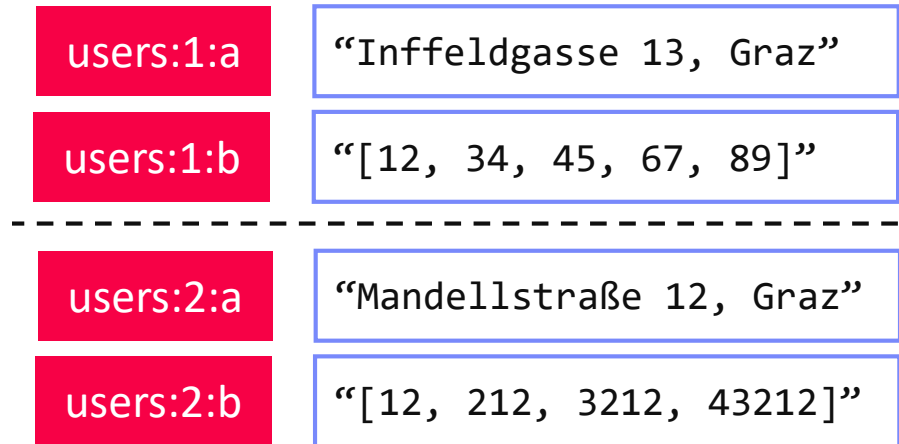 users:1:a “Inffeldgasse 13, Graz”
users:1:b “[12, 34, 45, 67, 89]”
users:2:a “Mandellstraße 12, Graz”
users:2:b “[12, 212, 3212, 43212]”